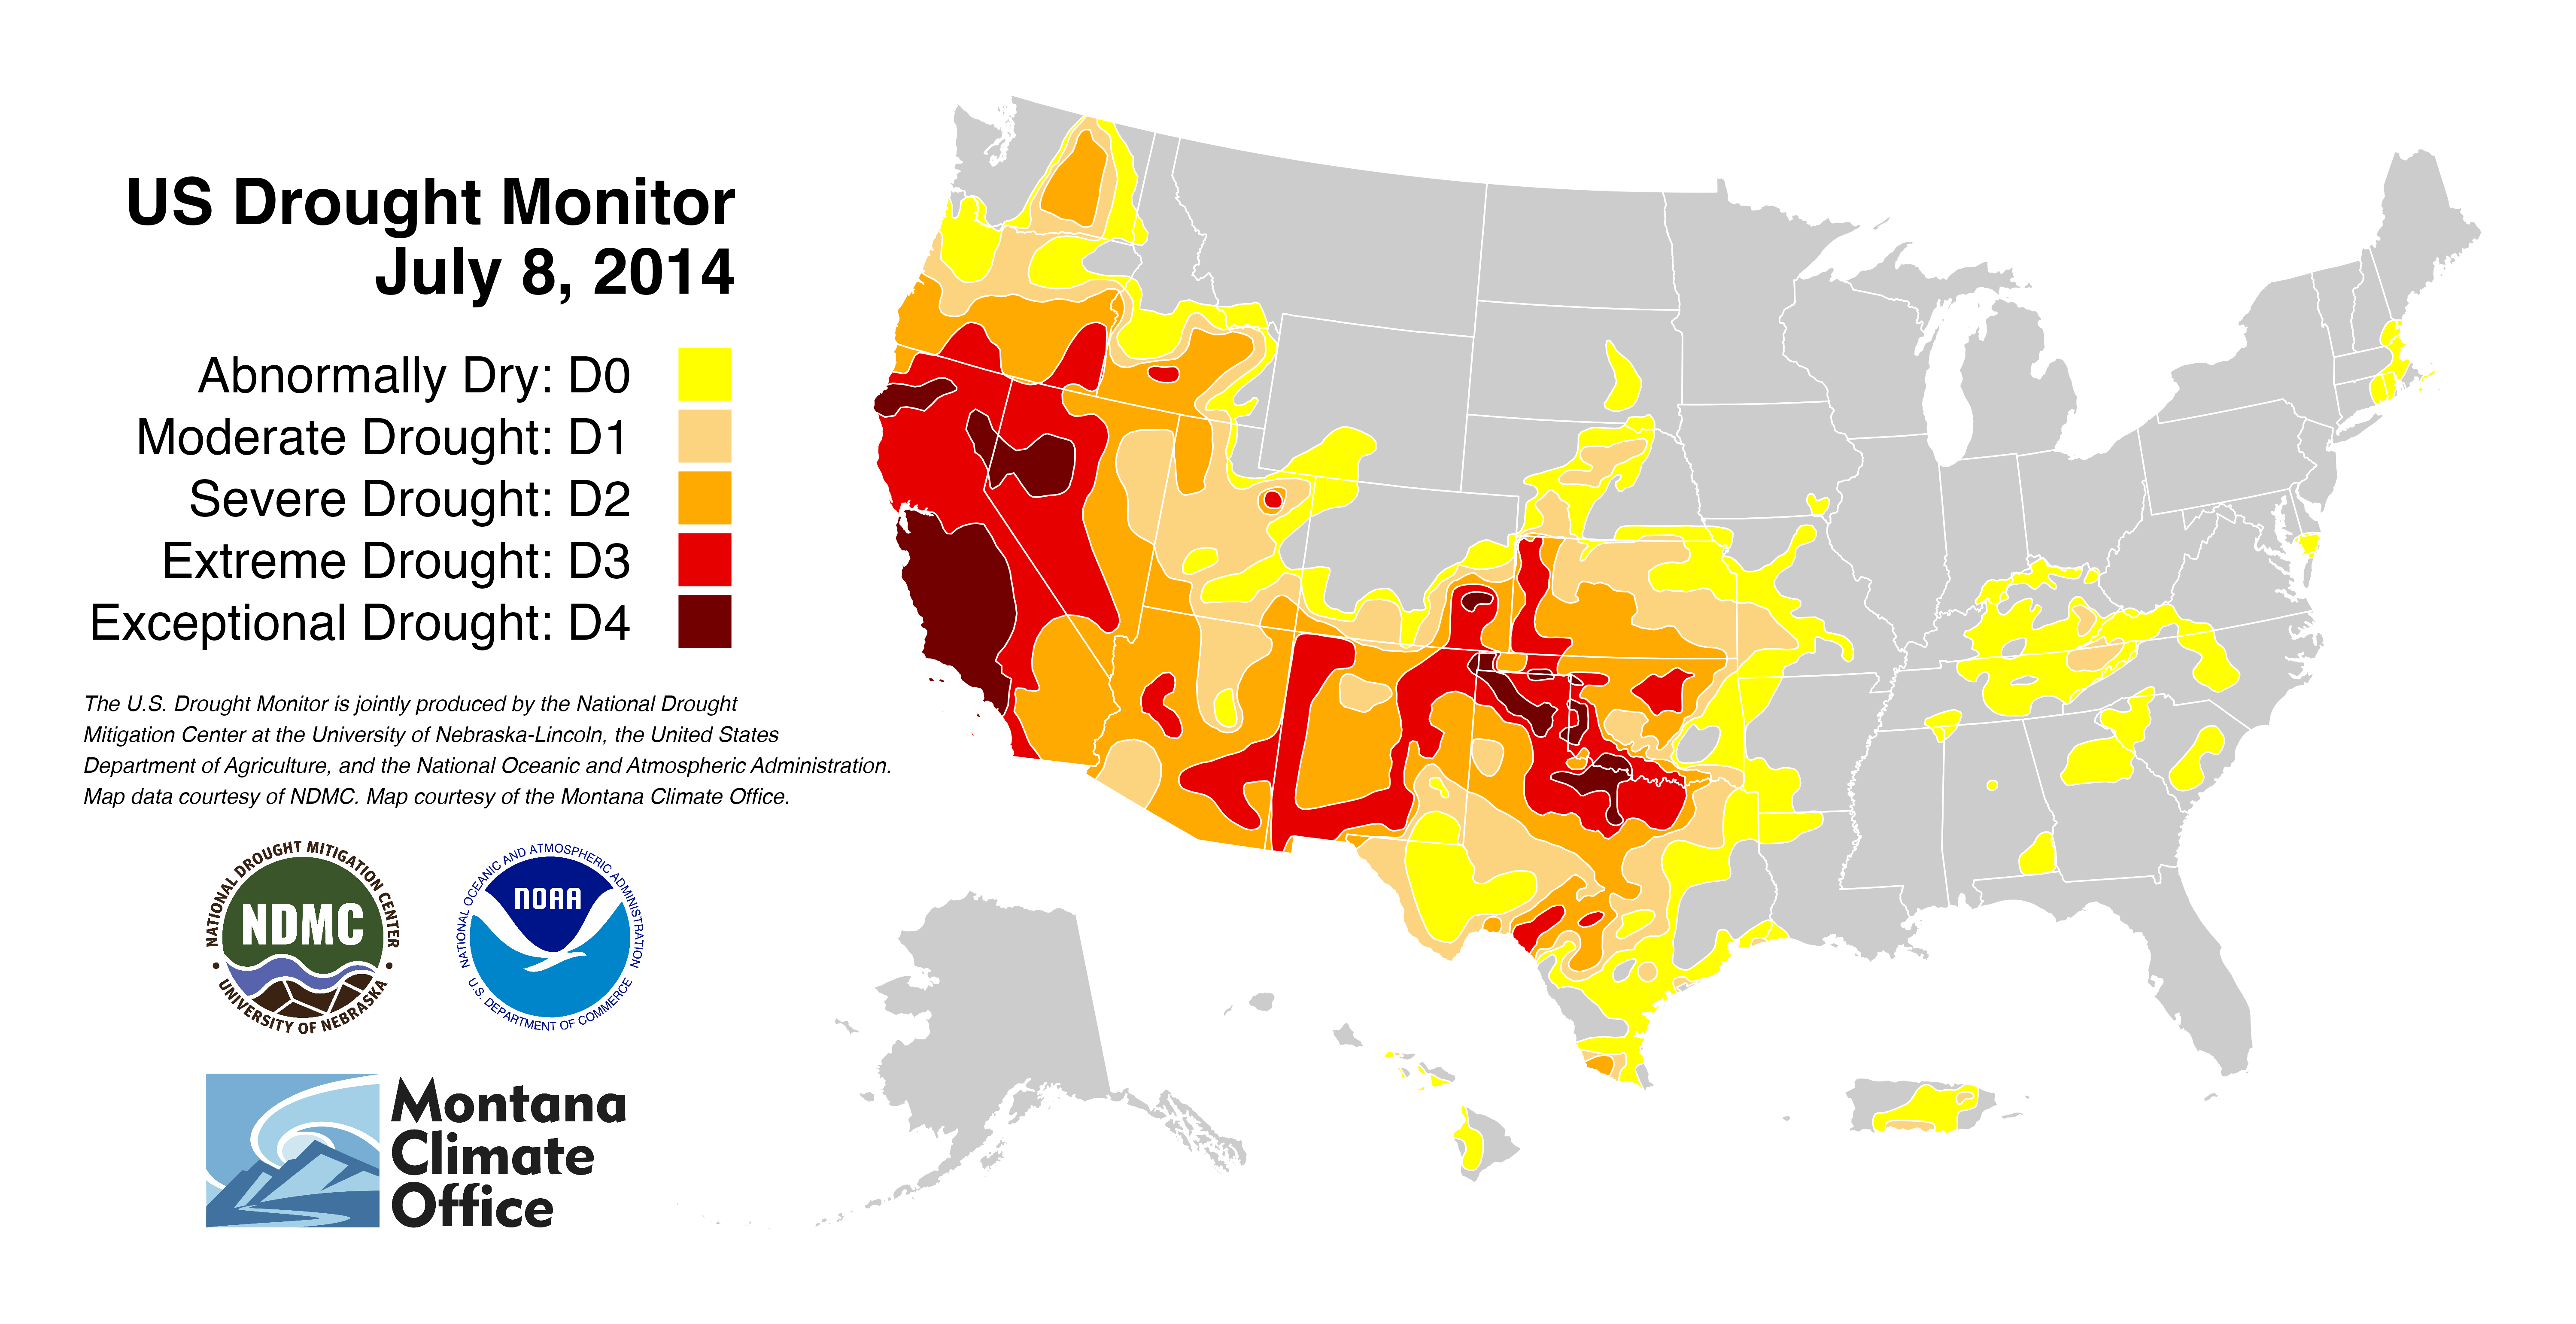 US Drought Monitor
July 8, 2014
Abnormally Dry: D0
Moderate Drought: D1
Severe Drought: D2
Extreme Drought: D3
Exceptional Drought: D4
The U.S. Drought Monitor is jointly produced by the National Drought
Mitigation Center at the University of Nebraska-Lincoln, the United States
Department of Agriculture, and the National Oceanic and Atmospheric Administration.
Map data courtesy of NDMC. Map courtesy of the Montana Climate Office.
NATIONAL DROUGHT MITIGATION CENTER
NDMC
• UNIVERSITY OF NEBRASKA •
NATIONAL OCEANIC AND ATMOSPHERIC ADMINISTRATION
NOAA
U.S. DEPARTMENT OF COMMERCE
Montana
Climate
Office